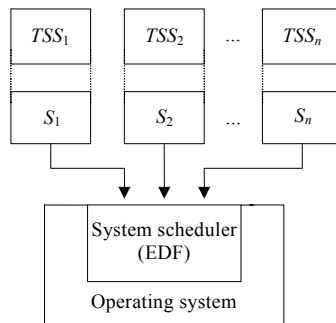 TSS1 TSS2 ... TSSn
S1 S2 ... Sn
System scheduler
(EDF)
Operating system